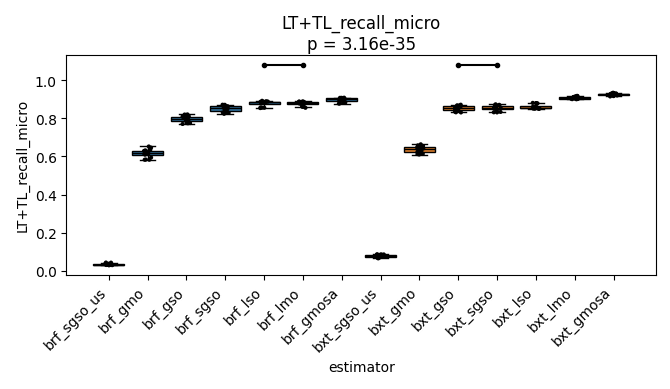 LT+TL_recall_micro
p = 3.16e-35
LT+TL_recall_micro
1.0
0.8
0.6
0.4
0.2
0.0
brf_sgso_us
brf_gmo
brf_gso
brf_sgso
brf_lso
brf_lmo
brf_gmosa
bxt_sgso_us
bxt_gmo
bxt_gso
bxt_sgso
bxt_lso
bxt_lmo
bxt_gmosa
estimator